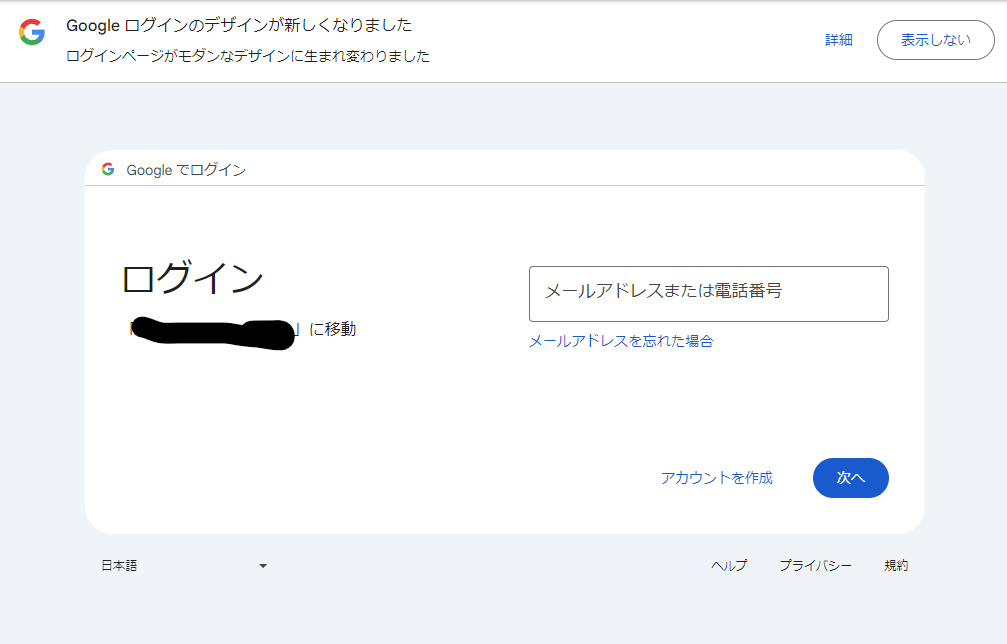 Google ログインのデザインが新しくなりました
ログインページがモダンなデザインに生まれ変わりました
詳細
表示しない
Google でログイン
ログイン
」に移動
メールアドレスまたは電話番号
メールアドレスを忘れた場合
アカウントを作成
次へ
日本語
ヘルプ
プライバシー
規約